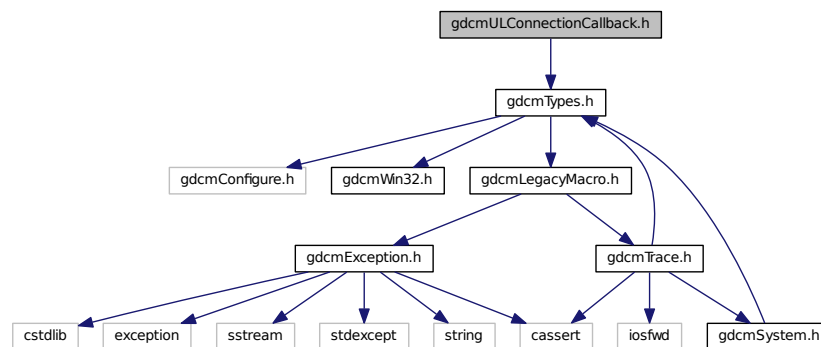 gdcmULConnectionCallback.h
gdcmTypes.h
gdcmConfigure.h
gdcmWin32.h
gdcmLegacyMacro.h
gdcmException.h
gdcmTrace.h
cstdlib
exception
sstream
stdexcept
string
cassert
iosfwd
gdcmSystem.h